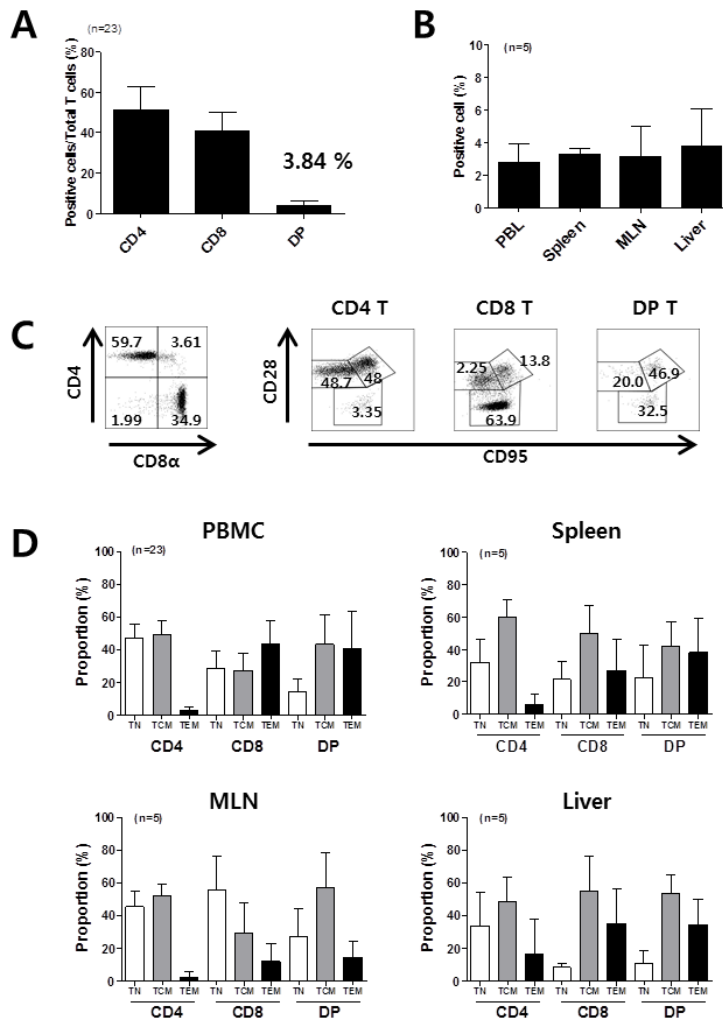 A
(n=23)
Positive cells/Total T cells (%)
80
60
40
20
0
3.84 %
CD4
CD8
DP
B
(n=5)
Positive cell (%)
10
8
6
4
2
0
PBL
Spleen
MLN
Liver
C
CD4
59.7
3.61
1.99
34.9
CD8α
CD28
CD4 T
CD8 T
DP T
48.7
48
3.35
2.25
13.8
63.9
20.0
46.9
32.5
CD95
D
PBMC
(n=23)
Proportion (%)
100
80
60
40
20
0
TN TCM TEM TN TCM TEM TN TCM TEM
CD4 CD8 DP
Spleen
(n=5)
Proportion (%)
100
80
60
40
20
0
TN TCM TEM TN TCM TEM TN TCM TEM
CD4 CD8 DP
MLN
(n=5)
Proportion (%)
100
80
60
40
20
0
TN TCM TEM TN TCM TEM TN TCM TEM
CD4 CD8 DP
Liver
(n=5)
Proportion (%)
100
80
60
40
20
0
TN TCM TEM TN TCM TEM TN TCM TEM
CD4 CD8 DP